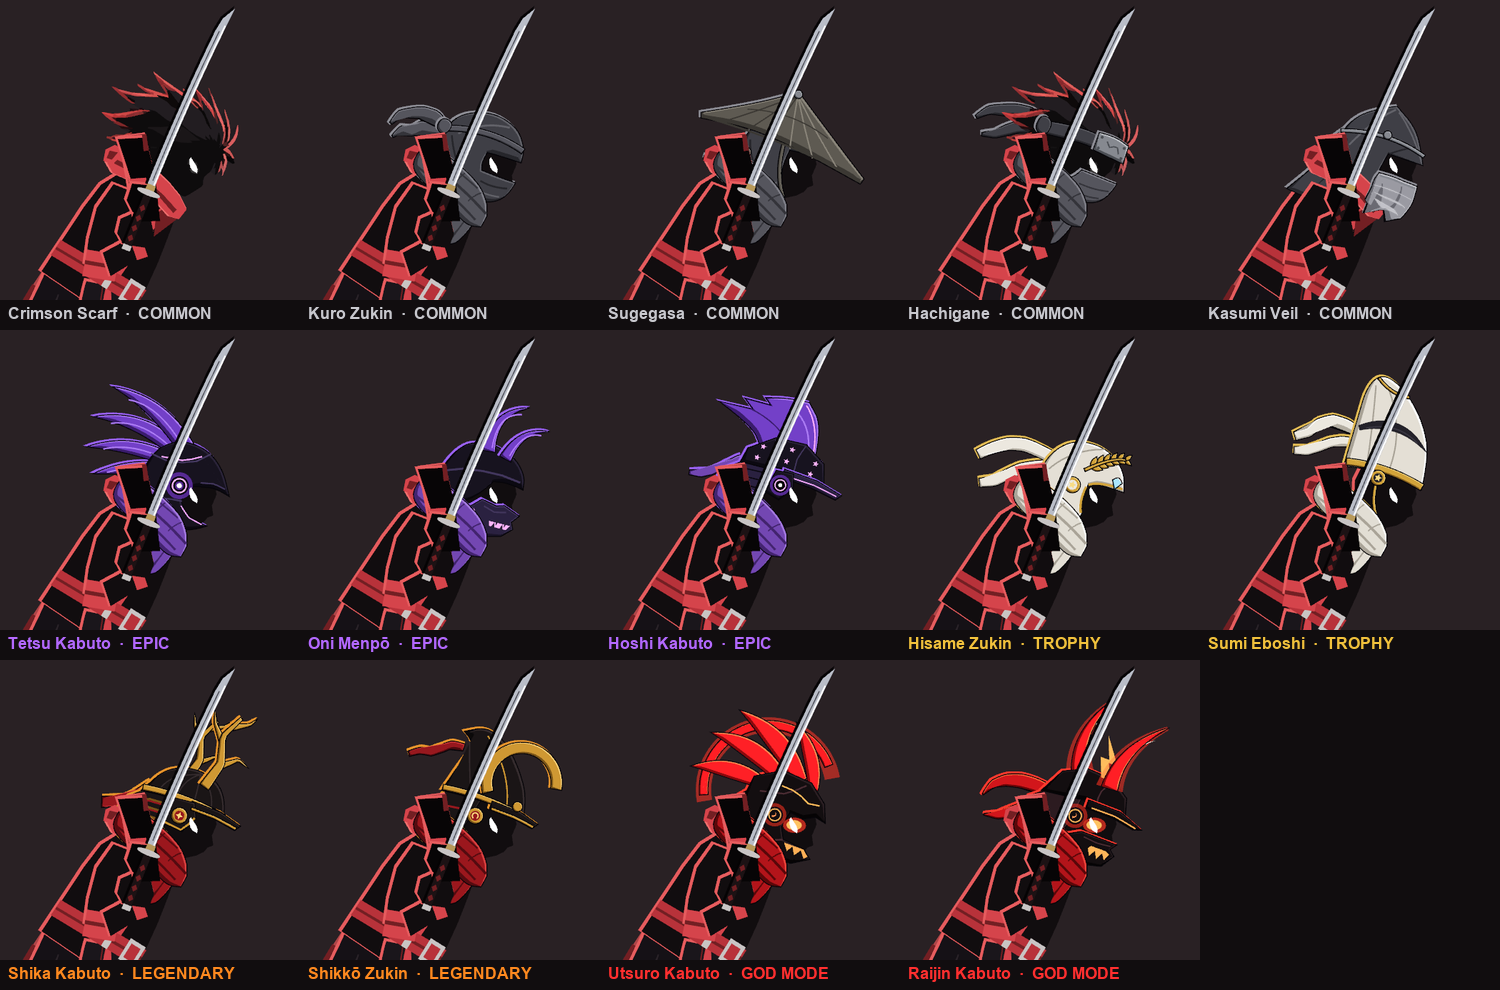 Crimson Scarf · COMMON
Kuro Zukin · COMMON
Sugegasa · COMMON
Hachigane · COMMON
Kasumi Veil · COMMON
Tetsu Kabuto · EPIC
Oni Menpō · EPIC
Hoshi Kabuto · EPIC
Hisame Zukin · TROPHY
Sumi Eboshi · TROPHY
Shika Kabuto · LEGENDARY
Shikkō Zukin · LEGENDARY
Utsuro Kabuto · GOD MODE
Raijin Kabuto · GOD MODE